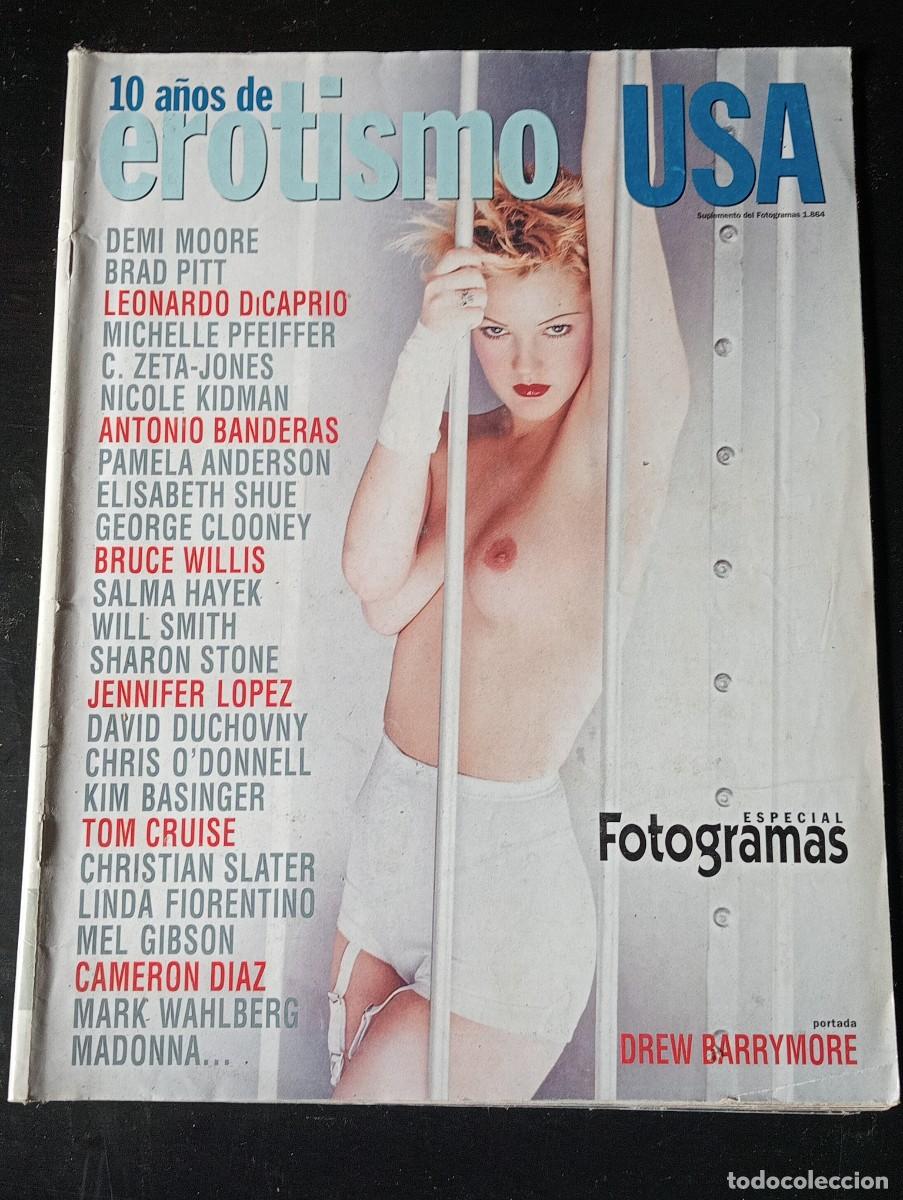 10 años de
erotismo USA
Suplemento del Fotogramas 1.864
DEMI MOORE
BRAD PITT
LEONARDO DiCAPRIO
MICHELLE PFEIFFER
C. ZETA-JONES
NICOLE KIDMAN
ANTONIO BANDERAS
PAMELA ANDERSON
ELISABETH SHUE
GEORGE CLOONEY
BRUCE WILLIS
SALMA HAYEK
WILL SMITH
SHARON STONE
JENNIFER LOPEZ
DAVID DUCHOVNY
CHRIS O'DONNELL
KIM BASINGER
TOM CRUISE
CHRISTIAN SLATER
LINDA FIORENTINO
MEL GIBSON
CAMERON DIAZ
MARK WAHLBERG
MADONNA...
ESPECIAL
Fotogramas
portada
DREW BARRYMORE
todocoleccion